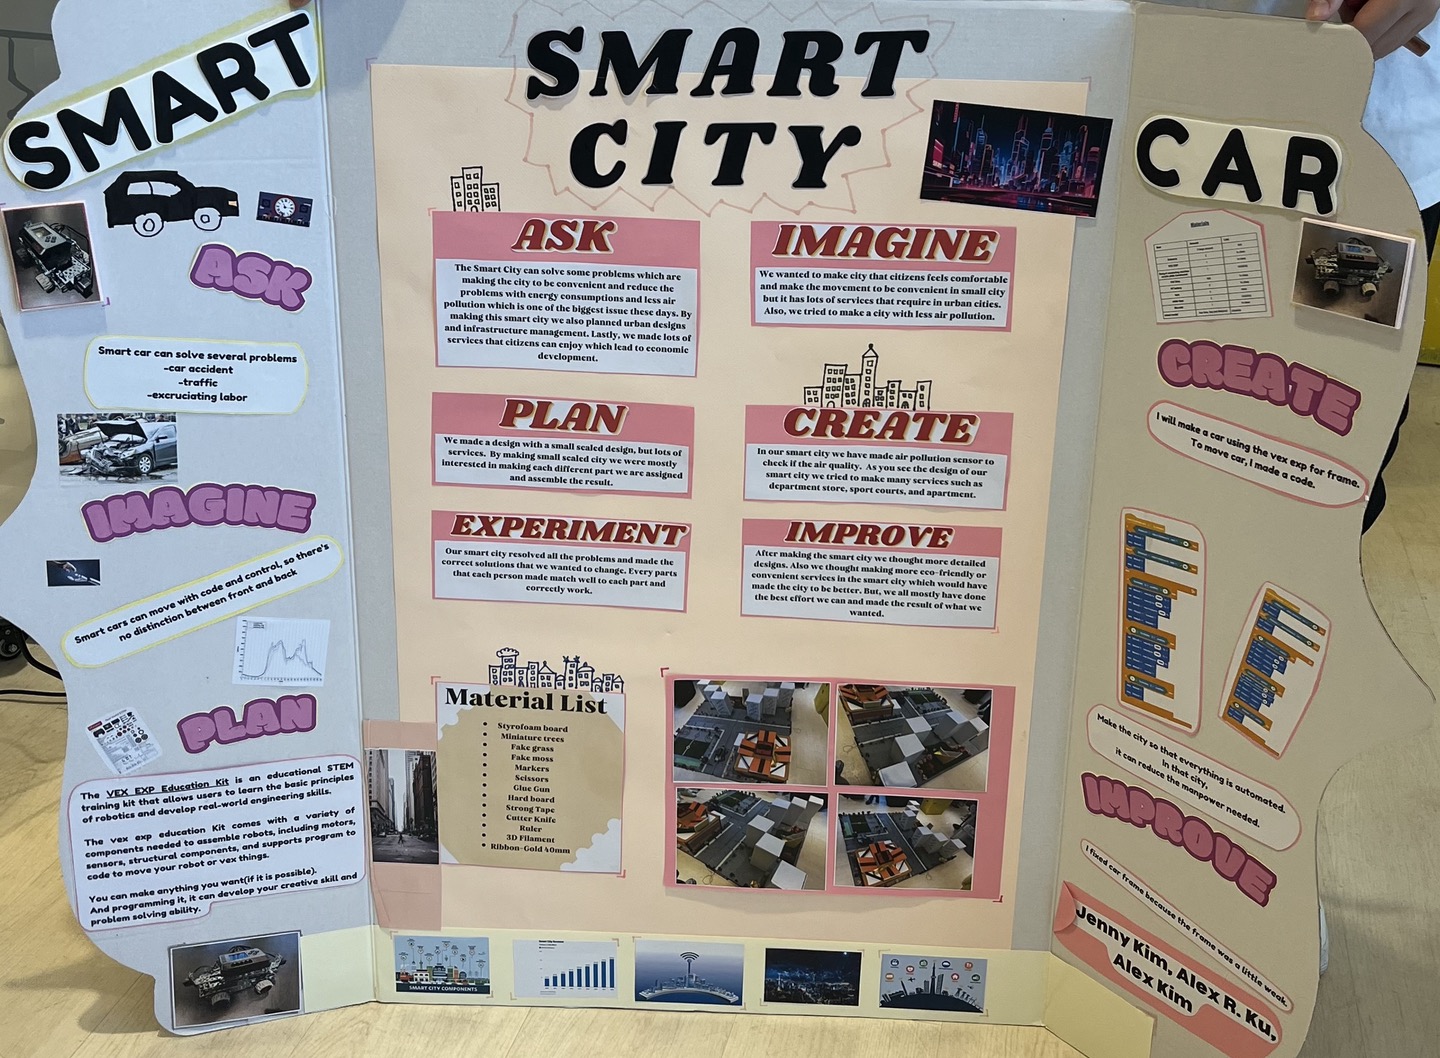 SMART
ASK
Smart car can solve several problems
-car accident
-traffic
-excruciating labor
IMAGINE
Smart cars can move with code and control, so there's
no distinction between front and back
PLAN
The VEX EXP Education Kit is an educational STEM
training kit that allows users to learn the basic principles
of robotics and develop real-world engineering skills.
The vex exp education Kit comes with a variety of
components needed to assemble robots, including motors,
sensors, structural components, and supports program to
code to move your robot or vex things.
You can make anything you want(if it is possible).
And programming it, it can develop your creative skill and
problem solving ability.
SMART
CITY
ASK
The Smart City can solve some problems which are
making the city to be convenient and reduce the
problems with energy consumptions and less air
pollution which is one of the biggest issue these days. By
making this smart city we also planned urban designs
and infrastructure management. Lastly, we made lots of
services that citizens can enjoy which lead to economic
development.
IMAGINE
We wanted to make city that citizens feels comfortable
and make the movement to be convenient in small city
but it has lots of services that require in urban cities.
Also, we tried to make a city with less air pollution.
PLAN
We made a design with a small scaled design, but lots of
services. By making small scaled city we were mostly
interested in making each different part we are assigned
and assemble the result.
CREATE
In our smart city we have made air pollution sensor to
check if the air quality. As you see the design of our
smart city we tried to make many services such as
department store, sport courts, and apartment.
EXPERIMENT
Our smart city resolved all the problems and made the
correct solutions that we wanted to change. Every parts
that each person made match well to each part and
correctly work.
IMPROVE
After making the smart city we thought more detailed
designs. Also we thought making more eco-friendly or
convenient services in the smart city which would have
made the city to be better. But, we all mostly have done
the best effort we can and made the result of what we
wanted.
Material List
Styrofoam board
Miniature trees
Fake grass
Fake moss
Markers
Scissors
Glue Gun
Hard board
Strong Tape
Cutter Knife
Ruler
3D Filament
Ribbon-Gold 40mm
SMART CITY COMPONENTS
CAR
Materials
CREATE
I will make a car using the vex exp for frame.
To move car, I made a code.
Make the city so that everything is automated.
In that city,
it can reduce the manpower needed.
IMPROVE
I fixed car frame because the frame was a little weak.
Jenny Kim, Alex R. Ku,
Alex Kim